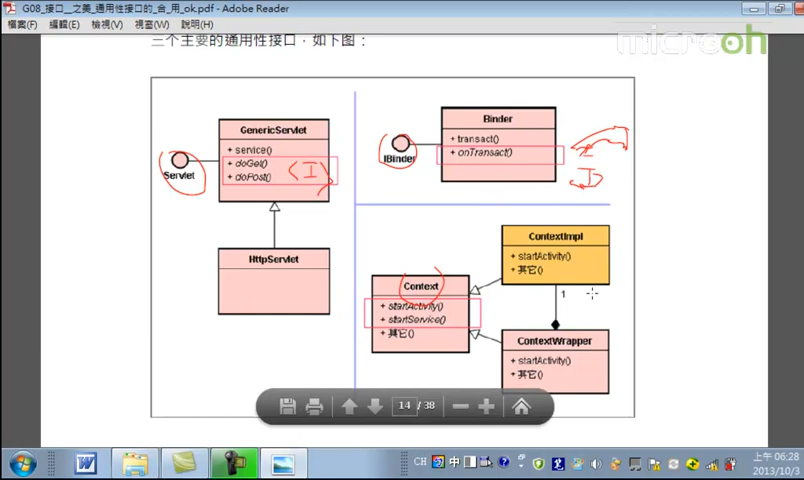 G08_接口__之美_通用性接口的_合_用_ok.pdf - Adobe Reader
檔案(F) 編輯(E) 檢視(V) 視窗(W) 說明(H)
三个主要的通用性接口，如下图：
microoh
GenericServlet
+ service()
+ doGet()
+ doPost()
<I>
Servlet
HttpServlet
Binder
+ transact()
+ onTransact()
IBinder
I
Context
+ startActivity()
+ startService()
+ 其它()
ContextImpl
+ startActivity()
+ 其它()
1
ContextWrapper
+ startActivity()
+ 其它()
14 / 38
CH 中
上午 06:28
2013/10/3